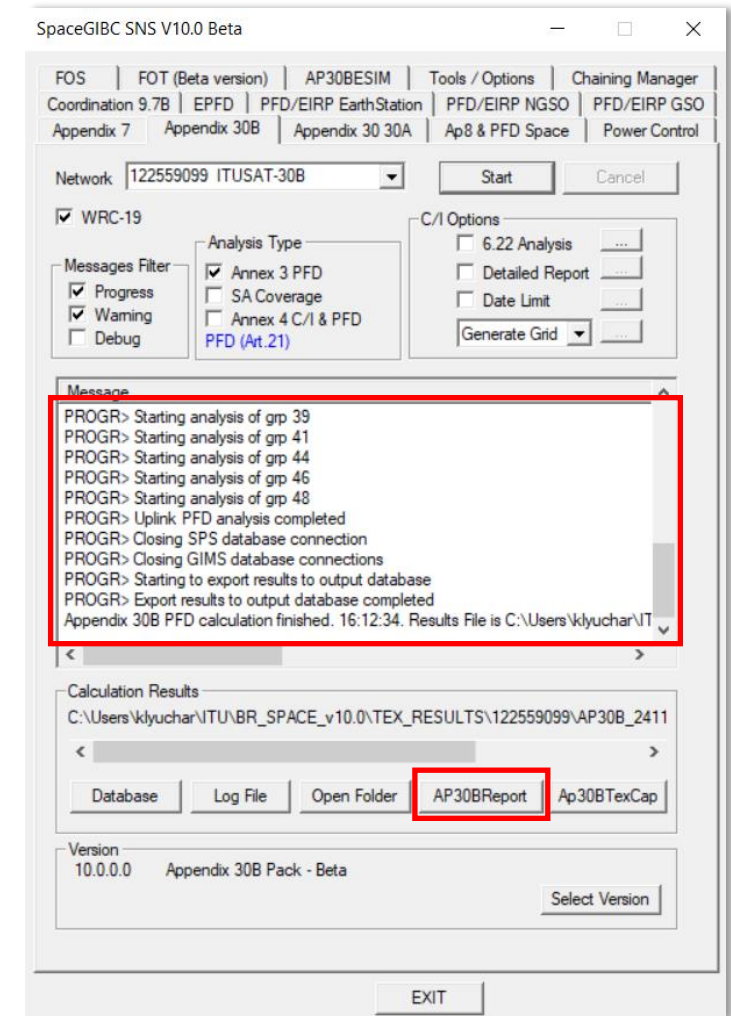 SpaceGIBC SNS V10.0 Beta
FOS FOT (Beta version) AP30BESIM Tools / Options Chaining Manager
Coordination 9.7B EPFD PFD/EIRP EarthStation PFD/EIRP NGSO PFD/EIRP GSO
Appendix 7 Appendix 30B Appendix 30 30A Ap8 & PFD Space Power Control
Network 122559099 ITUSAT-30B Start Cancel
WRC-19
Messages Filter
Progress
Warning
Debug
Analysis Type
Annex 3 PFD
SA Coverage
Annex 4 C/I & PFD
PFD (Art.21)
C/I Options
6.22 Analysis ...
Detailed Report ...
Date Limit ...
Generate Grid ...
Message
PROGR> Starting analysis of grp 39
PROGR> Starting analysis of grp 41
PROGR> Starting analysis of grp 44
PROGR> Starting analysis of grp 46
PROGR> Starting analysis of grp 48
PROGR> Uplink PFD analysis completed
PROGR> Closing SPS database connection
PROGR> Closing GIMS database connections
PROGR> Starting to export results to output database
PROGR> Export results to output database completed
Appendix 30B PFD calculation finished. 16:12:34. Results File is C:\Users\klyuchar\IT
Calculation Results
C:\Users\klyuchar\ITU\BR_SPACE_v10.0\TEX_RESULTS\122559099\AP30B_2411
Database Log File Open Folder AP30BReport Ap30BTexCap
Version
10.0.0.0 Appendix 30B Pack - Beta
Select Version
EXIT